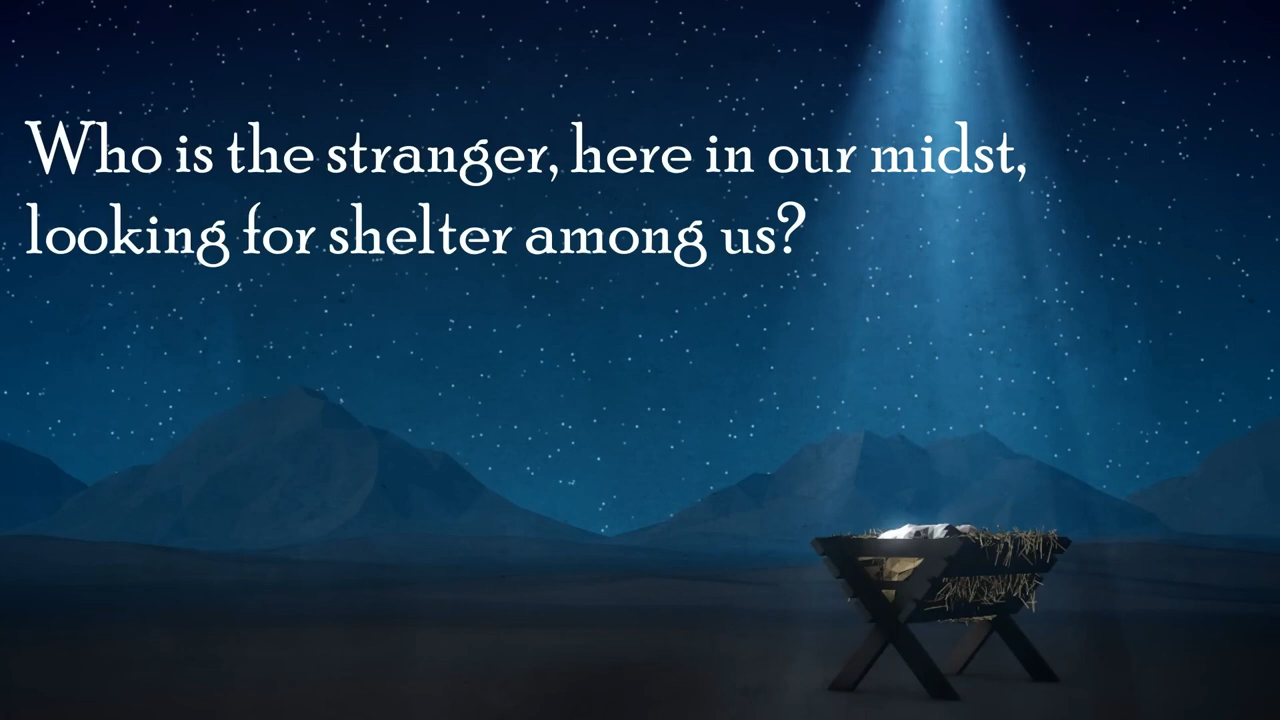 Who is the stranger, here in our midst,
looking for shelter among us?